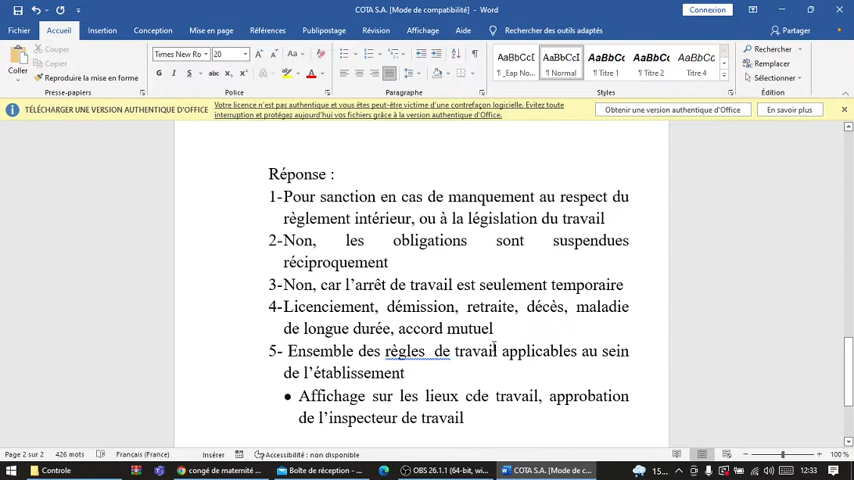 COTA S.A. [Mode de compatibilité] - Word
Connexion
Fichier Accueil Insertion Conception Mise en page Références Publipostage Révision Affichage Aide Rechercher des outils adaptés Partager
Coller
Couper
Copier
Reproduire la mise en forme
Presse-papiers
Times New Ro 20
Police
Paragraphe
AaBbCcI AaBbCcI AaBbCc AaBbCc AaBbCcI
¶ _Eap No... ¶ Normal ¶ Titre 1 ¶ Titre 2 ¶ Titre 4
Styles
Rechercher
Remplacer
Sélectionner
Édition
TÉLÉCHARGER UNE VERSION AUTHENTIQUE D'OFFICE
Votre licence n'est pas authentique et vous êtes peut-être victime d'une contrefaçon logicielle. Évitez toute
interruption et protégez aujourd'hui vos fichiers grâce à la version authentique d'Office.
Obtenir une version authentique d'Office
En savoir plus
Réponse :
1-Pour sanction en cas de manquement au respect du
règlement intérieur, ou à la législation du travail
2-Non, les obligations sont suspendues
réciproquement
3-Non, car l'arrêt de travail est seulement temporaire
4-Licenciement, démission, retraite, décès, maladie
de longue durée, accord mutuel
5- Ensemble des règles de travail applicables au sein
de l'établissement
● Affichage sur les lieux cde travail, approbation
de l'inspecteur de travail
Page 2 sur 2 426 mots Français (France) Insérer Accessibilité : non disponible 100 %
Controle congé de maternité ... Boîte de réception - ... OBS 26.1.1 (64-bit, wi... COTA S.A. [Mode de c... 15... 12:33